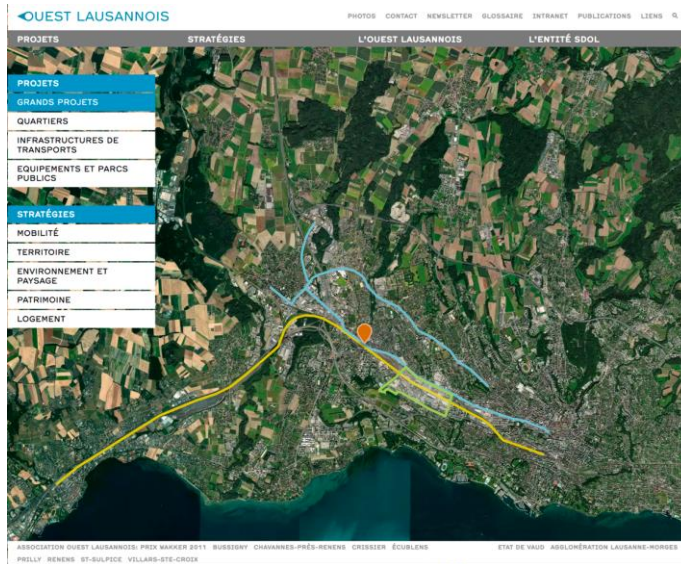 OUEST LAUSANNOIS
PHOTOS CONTACT NEWSLETTER GLOSSAIRE INTRANET PUBLICATIONS LIENS
PROJETS STRATÉGIES L'OUEST LAUSANNOIS L'ENTITÉ SDOL
PROJETS
GRANDS PROJETS
QUARTIERS
INFRASTRUCTURES DE
TRANSPORTS
EQUIPEMENTS ET PARCS
PUBLICS
STRATÉGIES
MOBILITÉ
TERRITOIRE
ENVIRONNEMENT ET
PAYSAGE
PATRIMOINE
LOGEMENT
ASSOCIATION OUEST LAUSANNOIS: PRIX WAKKER 2011 BUSSIGNY CHAVANNES-PRÈS-RENENS CRISSIER ÉCUBLENS ETAT DE VAUD AGGLOMÉRATION LAUSANNE-MORGES
PRILLY RENENS ST-SULPICE VILLARS-STE-CROIX